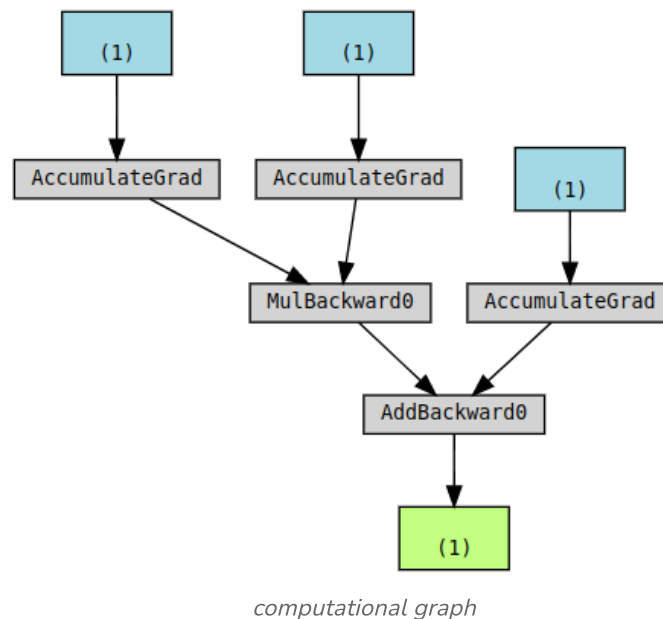 (1)
(1)
AccumulateGrad
AccumulateGrad
(1)
MulBackward0
AccumulateGrad
AddBackward0
(1)
computational graph